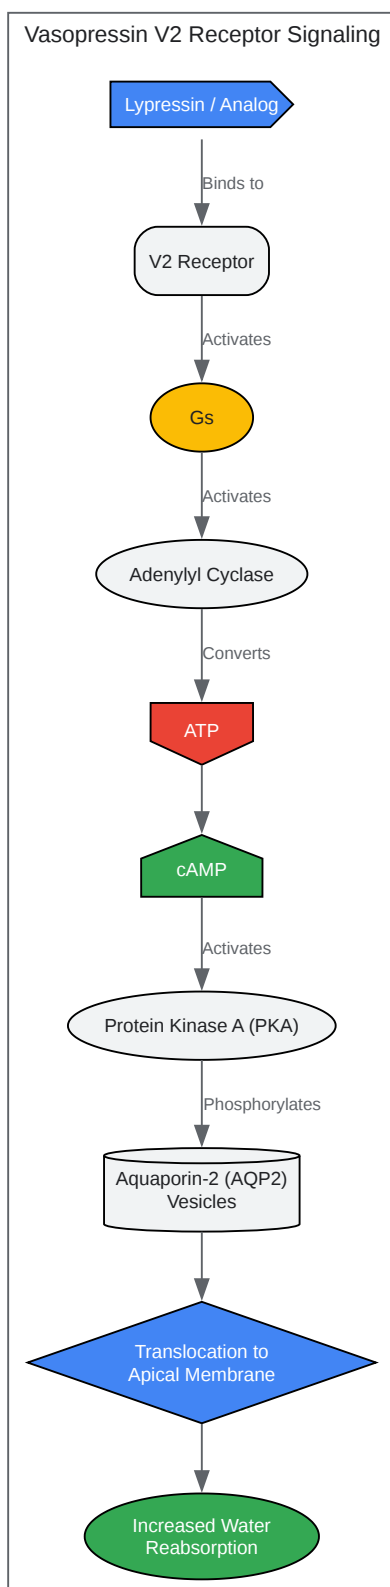 Vasopressin V2 Receptor Signaling
Lypressin / Analog
Binds to
V2 Receptor
Activates
Gs
Activates
Adenylyl Cyclase
Converts
ATP
cAMP
Activates
Protein Kinase A (PKA)
Phosphorylates
Aquaporin-2 (AQP2)
Vesicles
Translocation to
Apical Membrane
Increased Water
Reabsorption